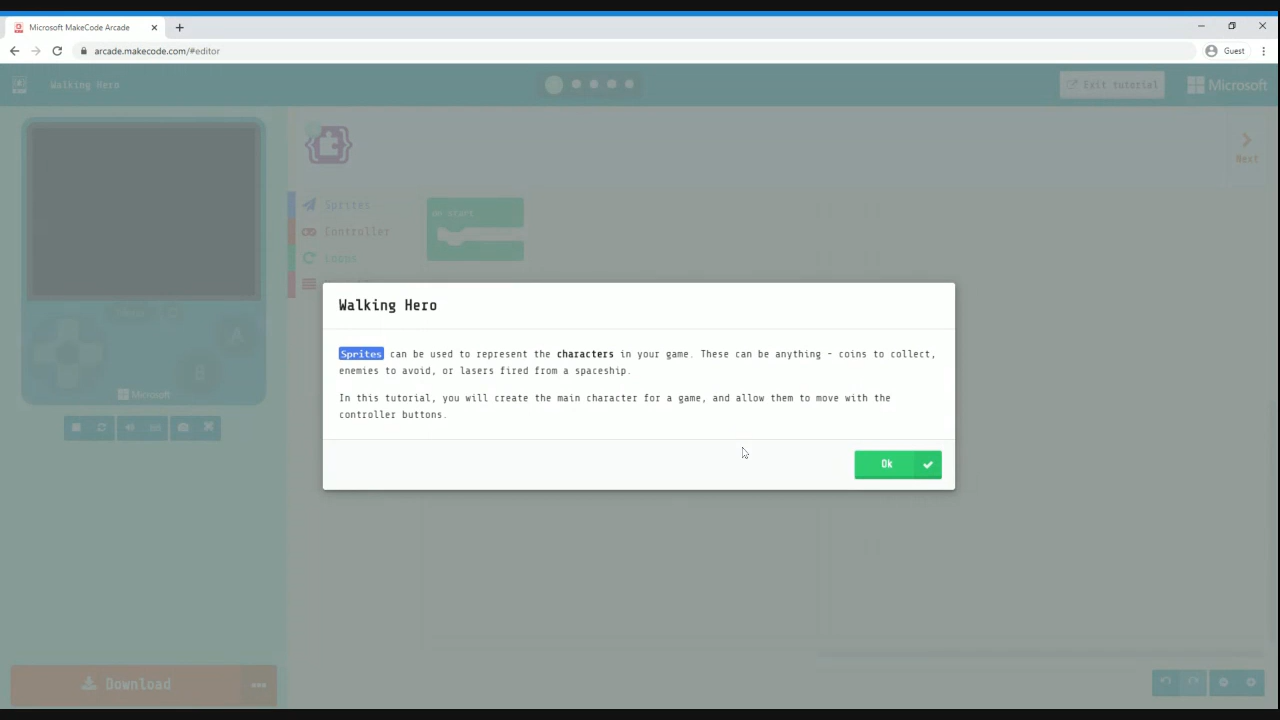 Microsoft MakeCode Arcade
arcade.makecode.com/#editor
Guest
Walking Hero
Exit tutorial
Microsoft
Next
Sprites
Controller
Loops
on start
A
B
Microsoft
Walking Hero
Sprites can be used to represent the characters in your game. These can be anything - coins to collect,
enemies to avoid, or lasers fired from a spaceship.
In this tutorial, you will create the main character for a game, and allow them to move with the
controller buttons.
Ok
Download